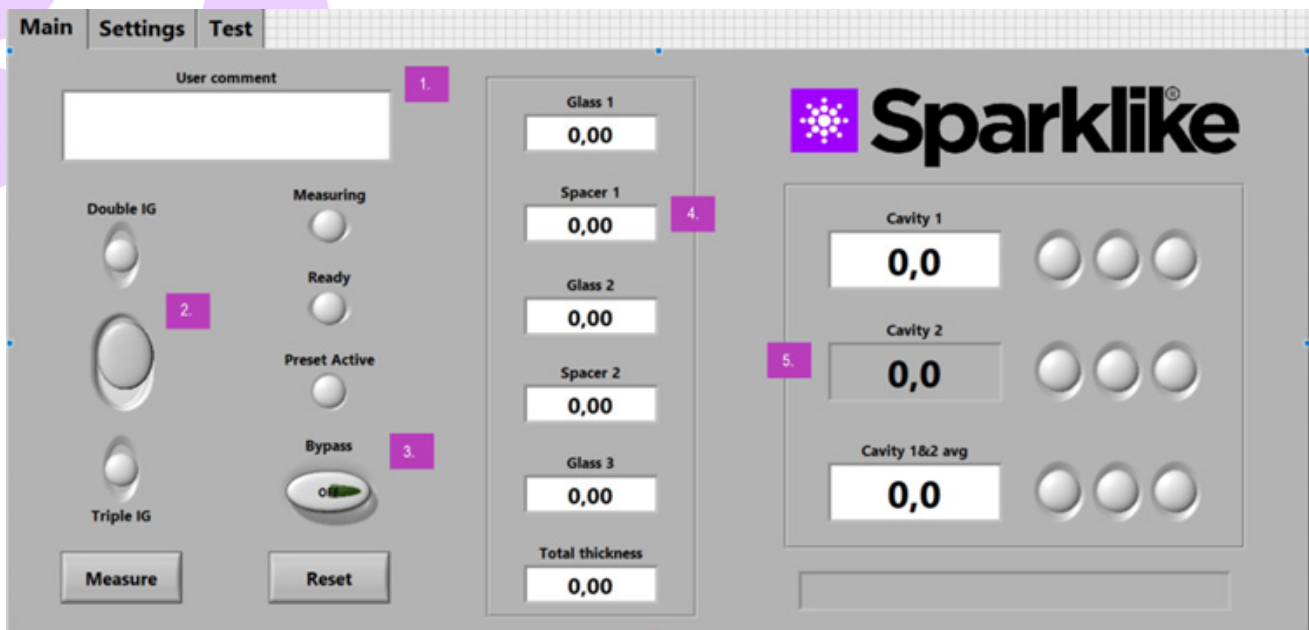 Main Settings Test
User comment
1.
Double IG
2.
Triple IG
Measure
Measuring
Ready
Preset Active
Bypass
3.
OFF
Reset
Glass 1
0,00
Spacer 1
0,00
4.
Glass 2
0,00
Spacer 2
0,00
Glass 3
0,00
Total thickness
0,00
Sparklike®
Cavity 1
0,0
Cavity 2
5.
0,0
Cavity 1&2 avg
0,0